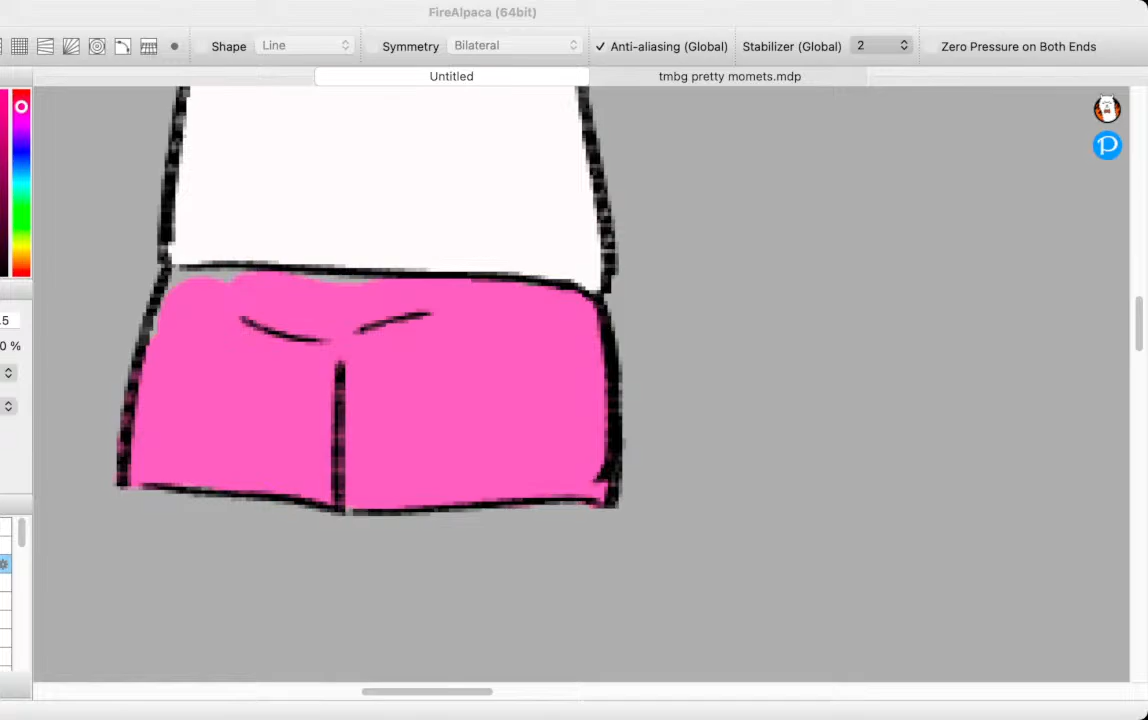 FireAlpaca (64bit)
Shape Line Symmetry Bilateral ✓ Anti-aliasing (Global) Stabilizer (Global) 2 Zero Pressure on Both Ends
Untitled tmbg pretty momets.mdp
.5
0 %